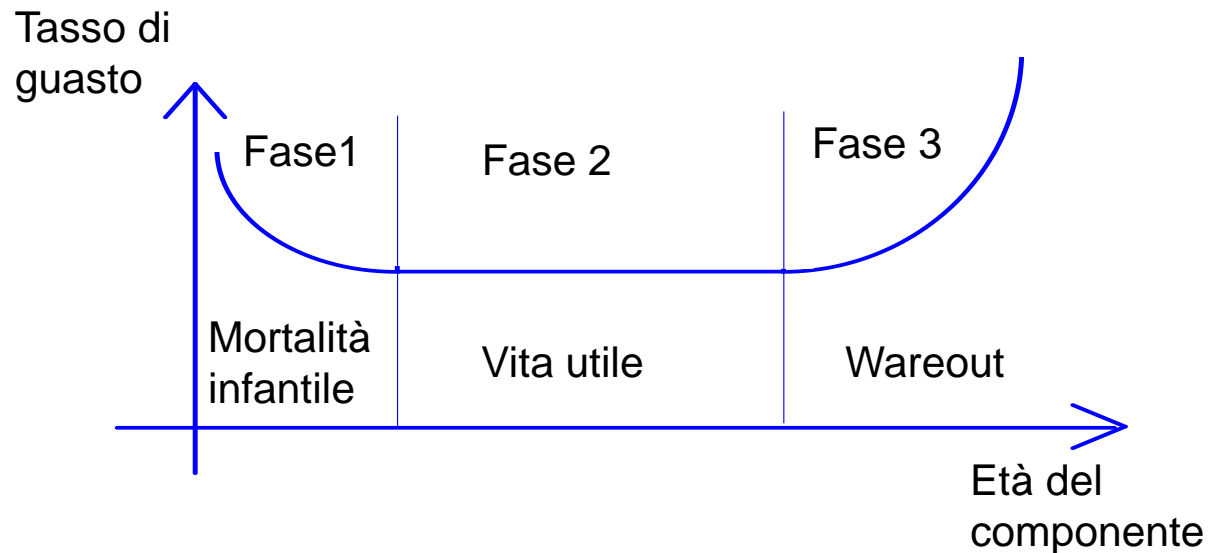 Tasso di
guasto
Fase1
Fase 2
Fase 3
Mortalità
infantile
Vita utile
Wareout
Età del
componente